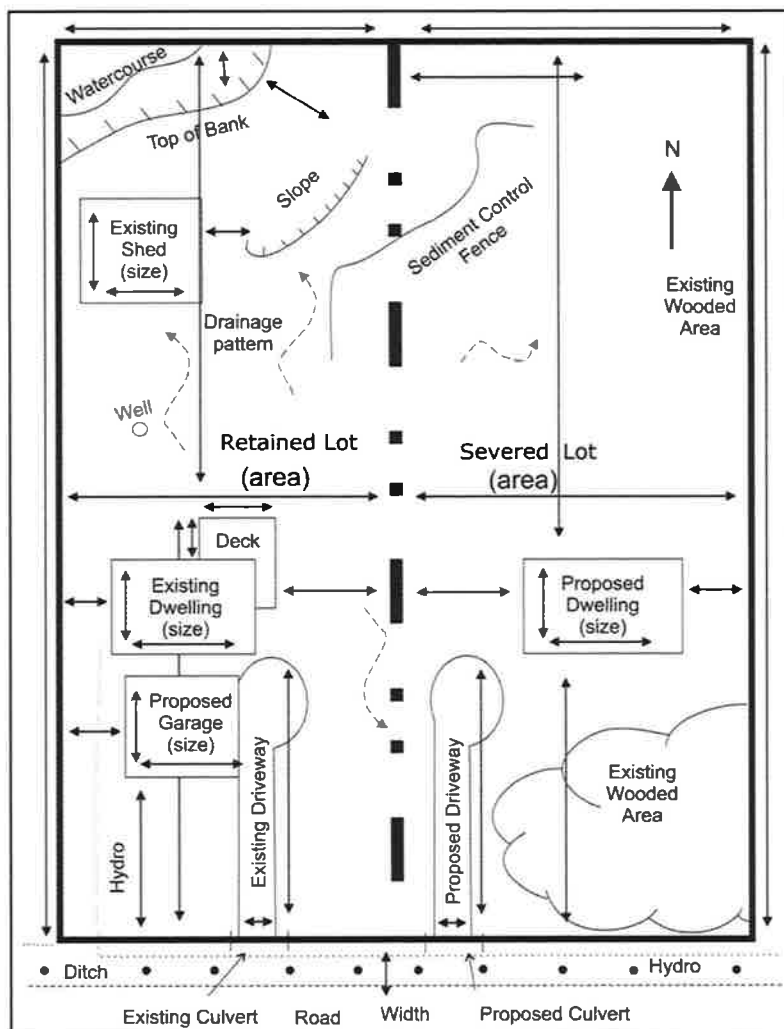 Watercourse
Top of Bank
Slope
N
Existing
Shed
(size)
Sediment Control
Fence
Existing
Wooded
Area
Drainage
pattern
Well
Retained Lot
(area)
Severed Lot
(area)
Deck
Existing
Dwelling
(size)
Proposed
Dwelling
(size)
Proposed
Garage
(size)
Existing
Wooded
Area
Hydro
Existing Driveway
Proposed Driveway
Ditch
Hydro
Existing Culvert
Road
Width
Proposed Culvert